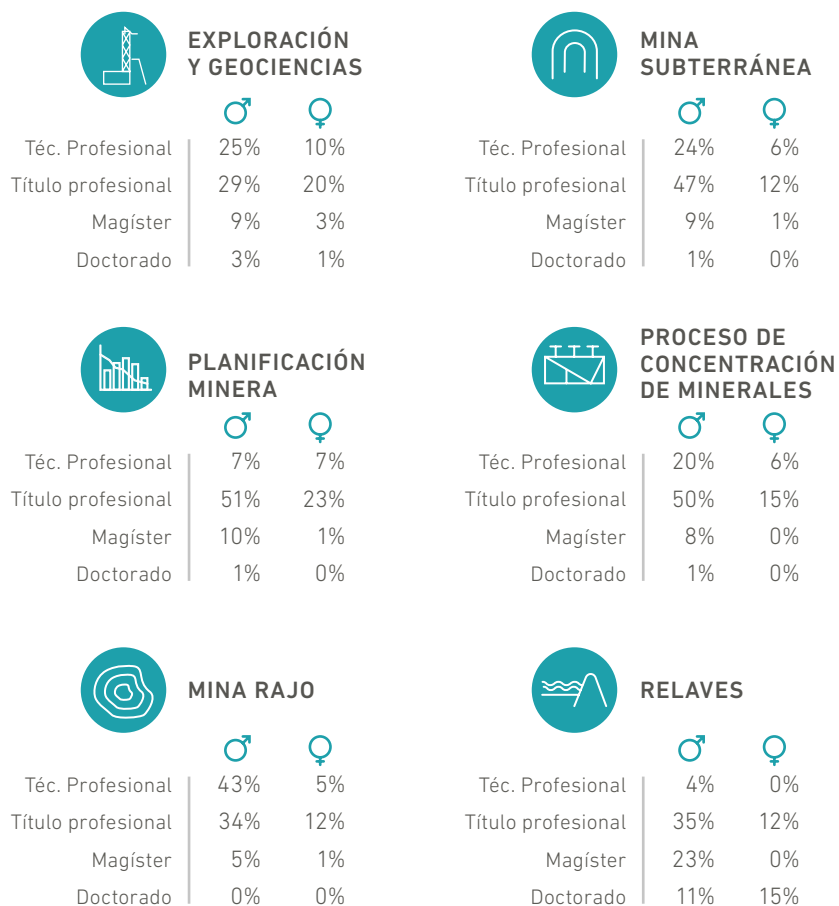 EXPLORACIÓN
Y GEOCIENCIAS
♂ ♀
Téc. Profesional 25% 10%
Título profesional 29% 20%
Magíster 9% 3%
Doctorado 3% 1%
MINA
SUBTERRÁNEA
♂ ♀
Téc. Profesional 24% 6%
Título profesional 47% 12%
Magíster 9% 1%
Doctorado 1% 0%
PLANIFICACIÓN
MINERA
♂ ♀
Téc. Profesional 7% 7%
Título profesional 51% 23%
Magíster 10% 1%
Doctorado 1% 0%
PROCESO DE
CONCENTRACIÓN
DE MINERALES
♂ ♀
Téc. Profesional 20% 6%
Título profesional 50% 15%
Magíster 8% 0%
Doctorado 1% 0%
MINA RAJO
♂ ♀
Téc. Profesional 43% 5%
Título profesional 34% 12%
Magíster 5% 1%
Doctorado 0% 0%
RELAVES
♂ ♀
Téc. Profesional 4% 0%
Título profesional 35% 12%
Magíster 23% 0%
Doctorado 11% 15%